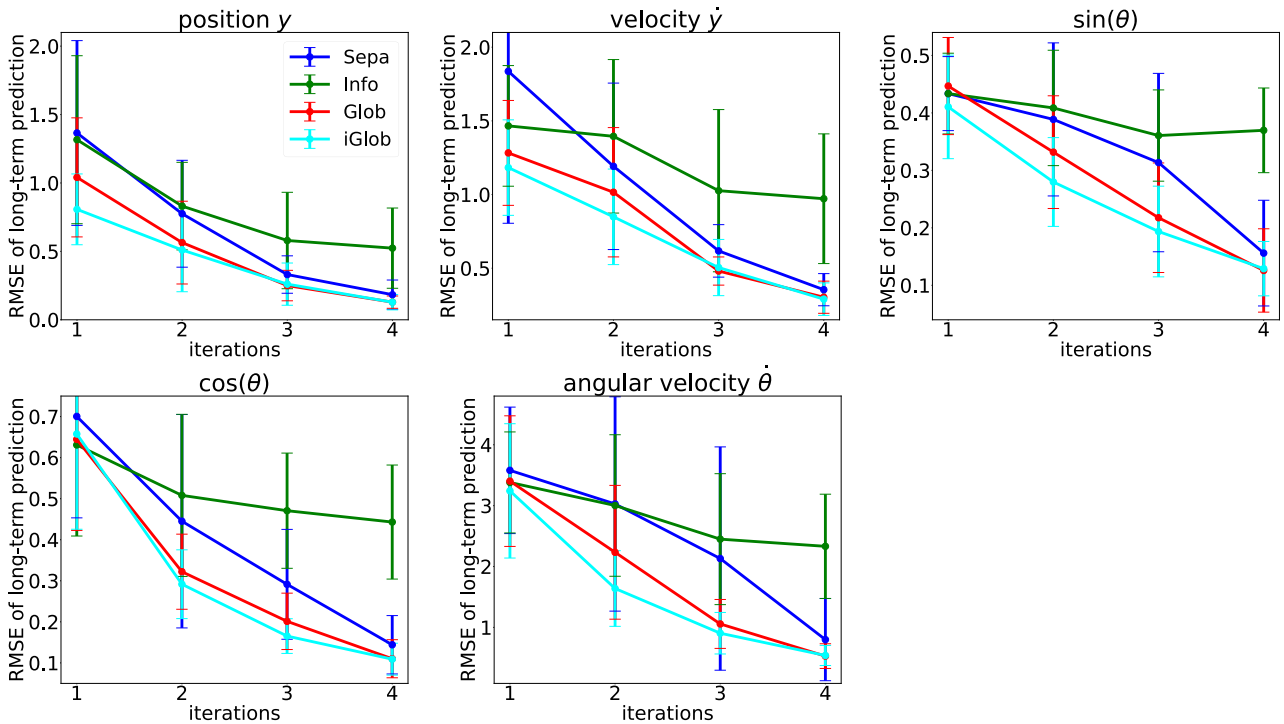 position y
RMSE of long-term prediction
2.0
1.5
1.0
0.5
0.0
Sepa
Info
Glob
iGlob
1 2 3 4
iterations
velocity ẏ
RMSE of long-term prediction
2.0
1.5
1.0
0.5
1 2 3 4
iterations
sin(θ)
RMSE of long-term prediction
0.5
0.4
0.3
0.2
0.1
1 2 3 4
iterations
cos(θ)
RMSE of long-term prediction
0.7
0.6
0.5
0.4
0.3
0.2
0.1
1 2 3 4
iterations
angular velocity θ̇
RMSE of long-term prediction
4
3
2
1
1 2 3 4
iterations